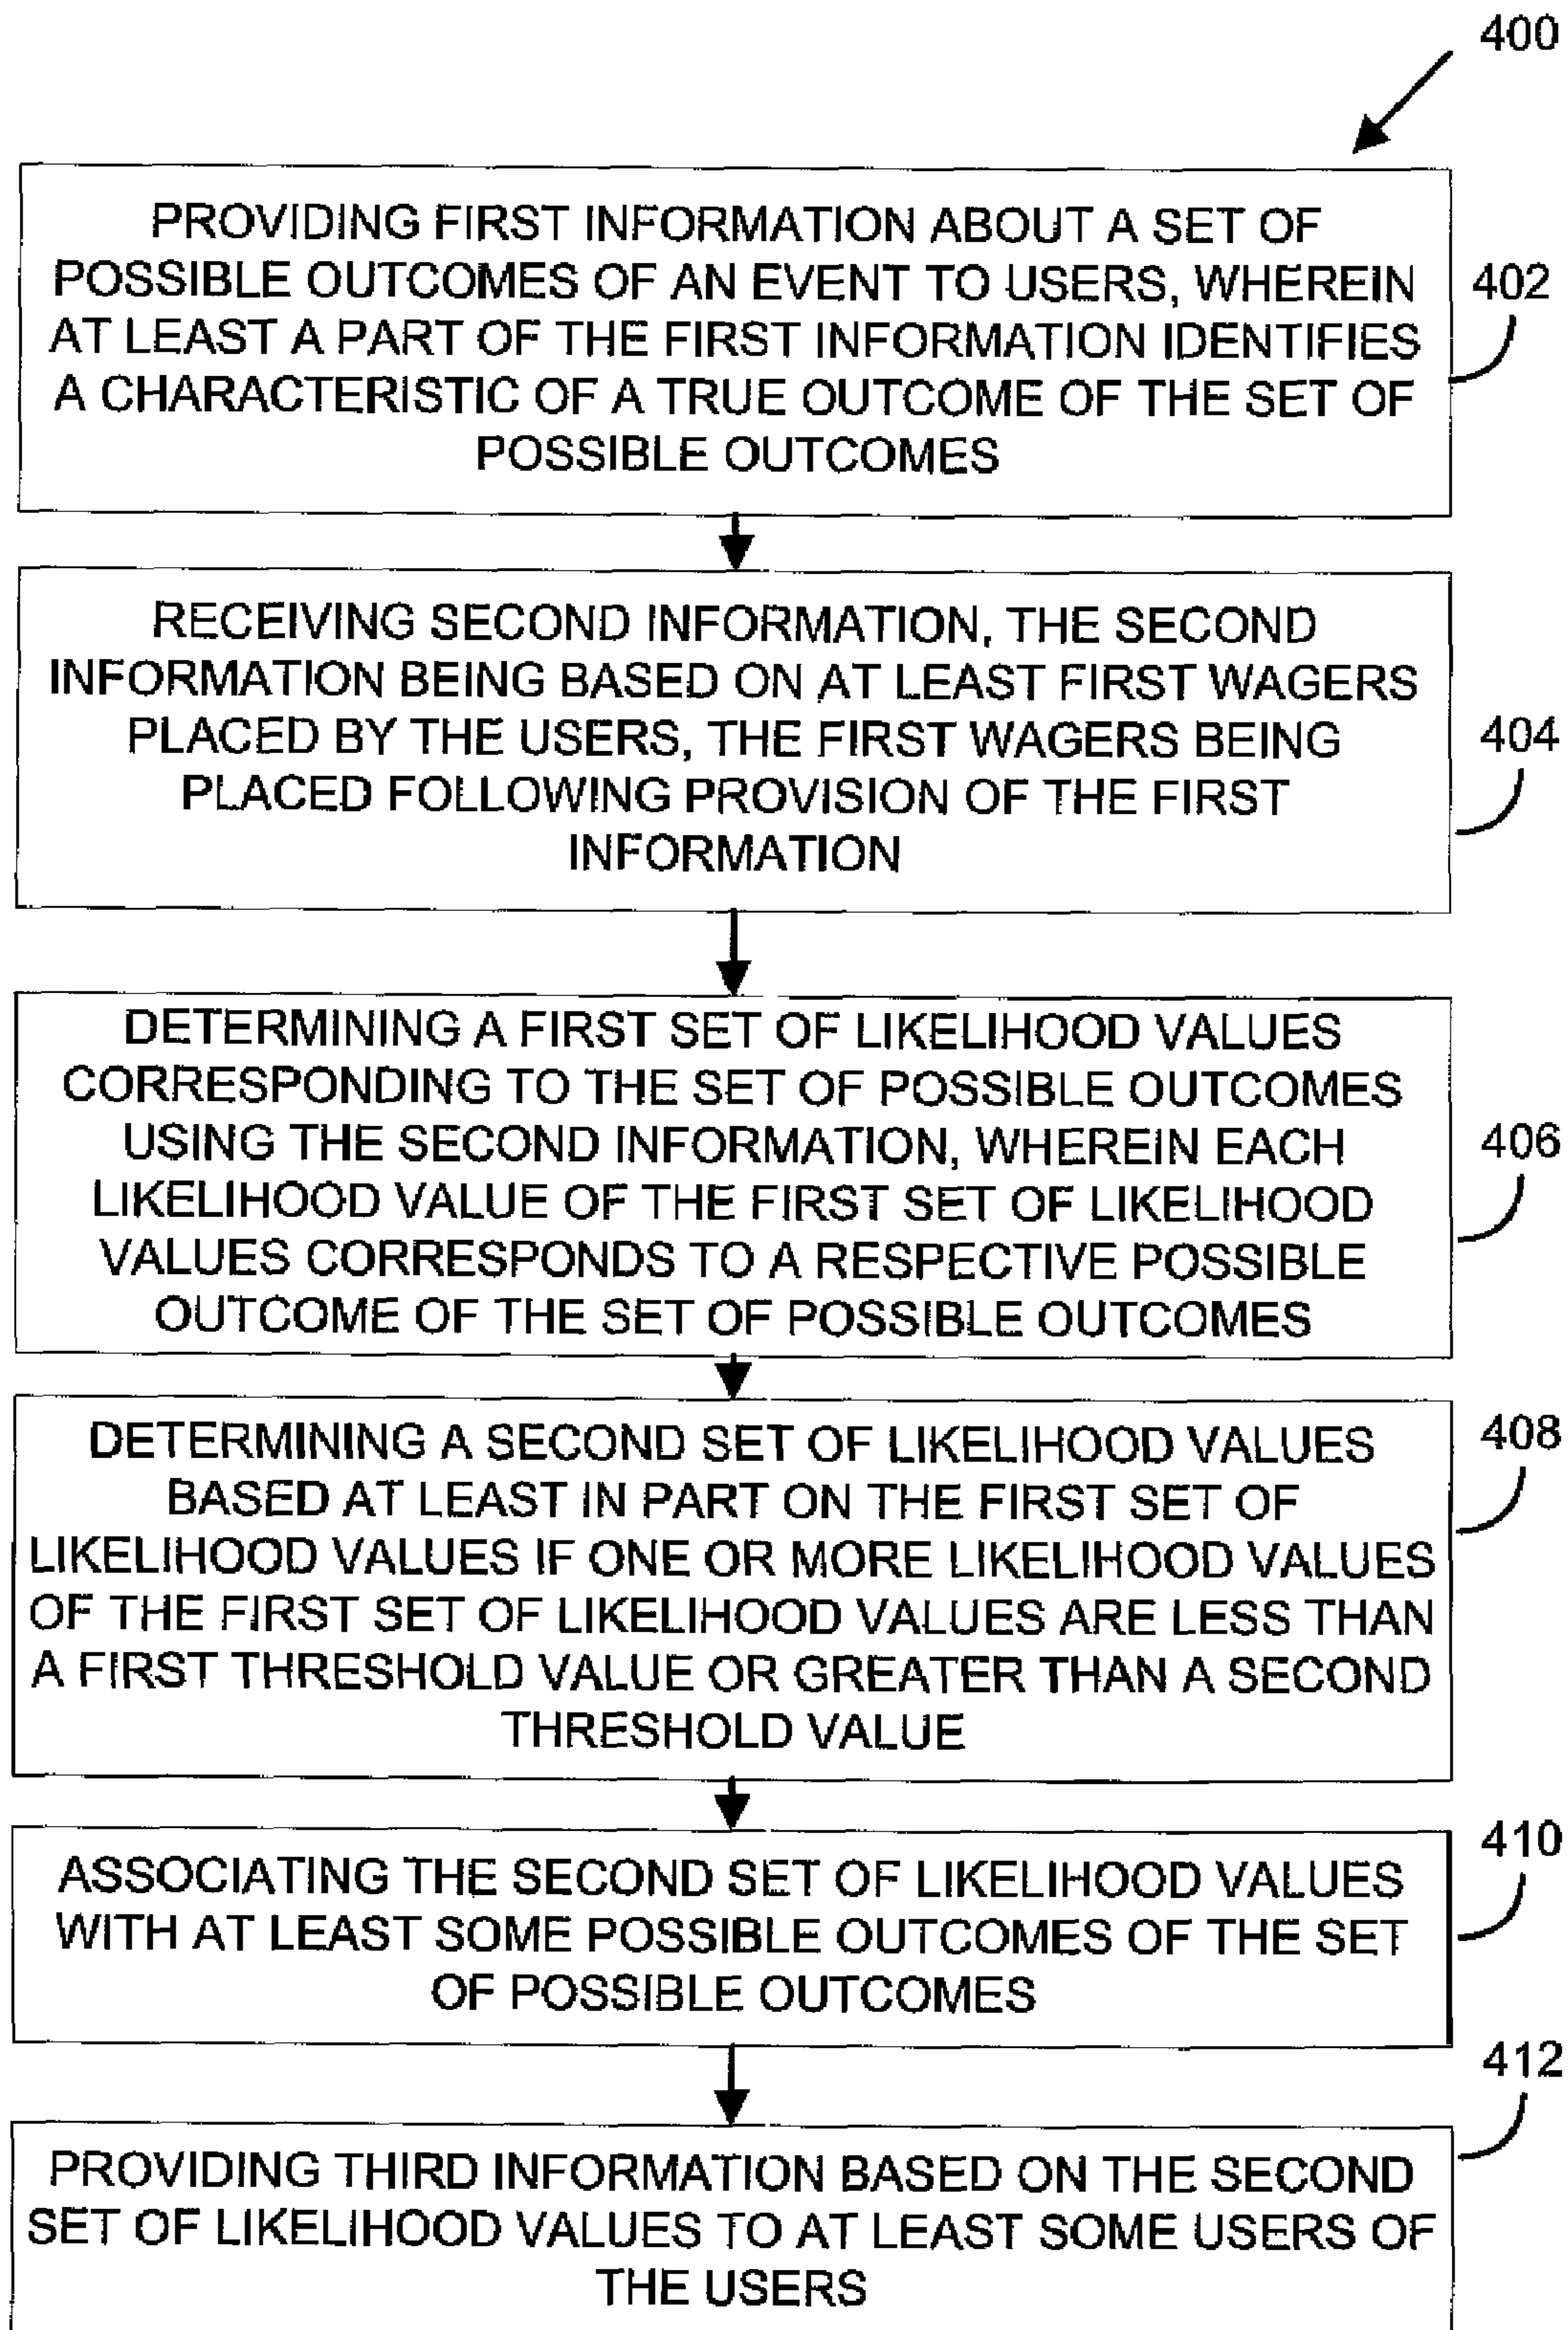 400
PROVIDING FIRST INFORMATION ABOUT A SET OF
POSSIBLE OUTCOMES OF AN EVENT TO USERS, WHEREIN
AT LEAST A PART OF THE FIRST INFORMATION IDENTIFIES
A CHARACTERISTIC OF A TRUE OUTCOME OF THE SET OF
POSSIBLE OUTCOMES
402
RECEIVING SECOND INFORMATION, THE SECOND
INFORMATION BEING BASED ON AT LEAST FIRST WAGERS
PLACED BY THE USERS, THE FIRST WAGERS BEING
PLACED FOLLOWING PROVISION OF THE FIRST
INFORMATION
404
DETERMINING A FIRST SET OF LIKELIHOOD VALUES
CORRESPONDING TO THE SET OF POSSIBLE OUTCOMES
USING THE SECOND INFORMATION, WHEREIN EACH
LIKELIHOOD VALUE OF THE FIRST SET OF LIKELIHOOD
VALUES CORRESPONDS TO A RESPECTIVE POSSIBLE
OUTCOME OF THE SET OF POSSIBLE OUTCOMES
406
DETERMINING A SECOND SET OF LIKELIHOOD VALUES
BASED AT LEAST IN PART ON THE FIRST SET OF
LIKELIHOOD VALUES IF ONE OR MORE LIKELIHOOD VALUES
OF THE FIRST SET OF LIKELIHOOD VALUES ARE LESS THAN
A FIRST THRESHOLD VALUE OR GREATER THAN A SECOND
THRESHOLD VALUE
408
ASSOCIATING THE SECOND SET OF LIKELIHOOD VALUES
WITH AT LEAST SOME POSSIBLE OUTCOMES OF THE SET
OF POSSIBLE OUTCOMES
410
PROVIDING THIRD INFORMATION BASED ON THE SECOND
SET OF LIKELIHOOD VALUES TO AT LEAST SOME USERS OF
THE USERS
412